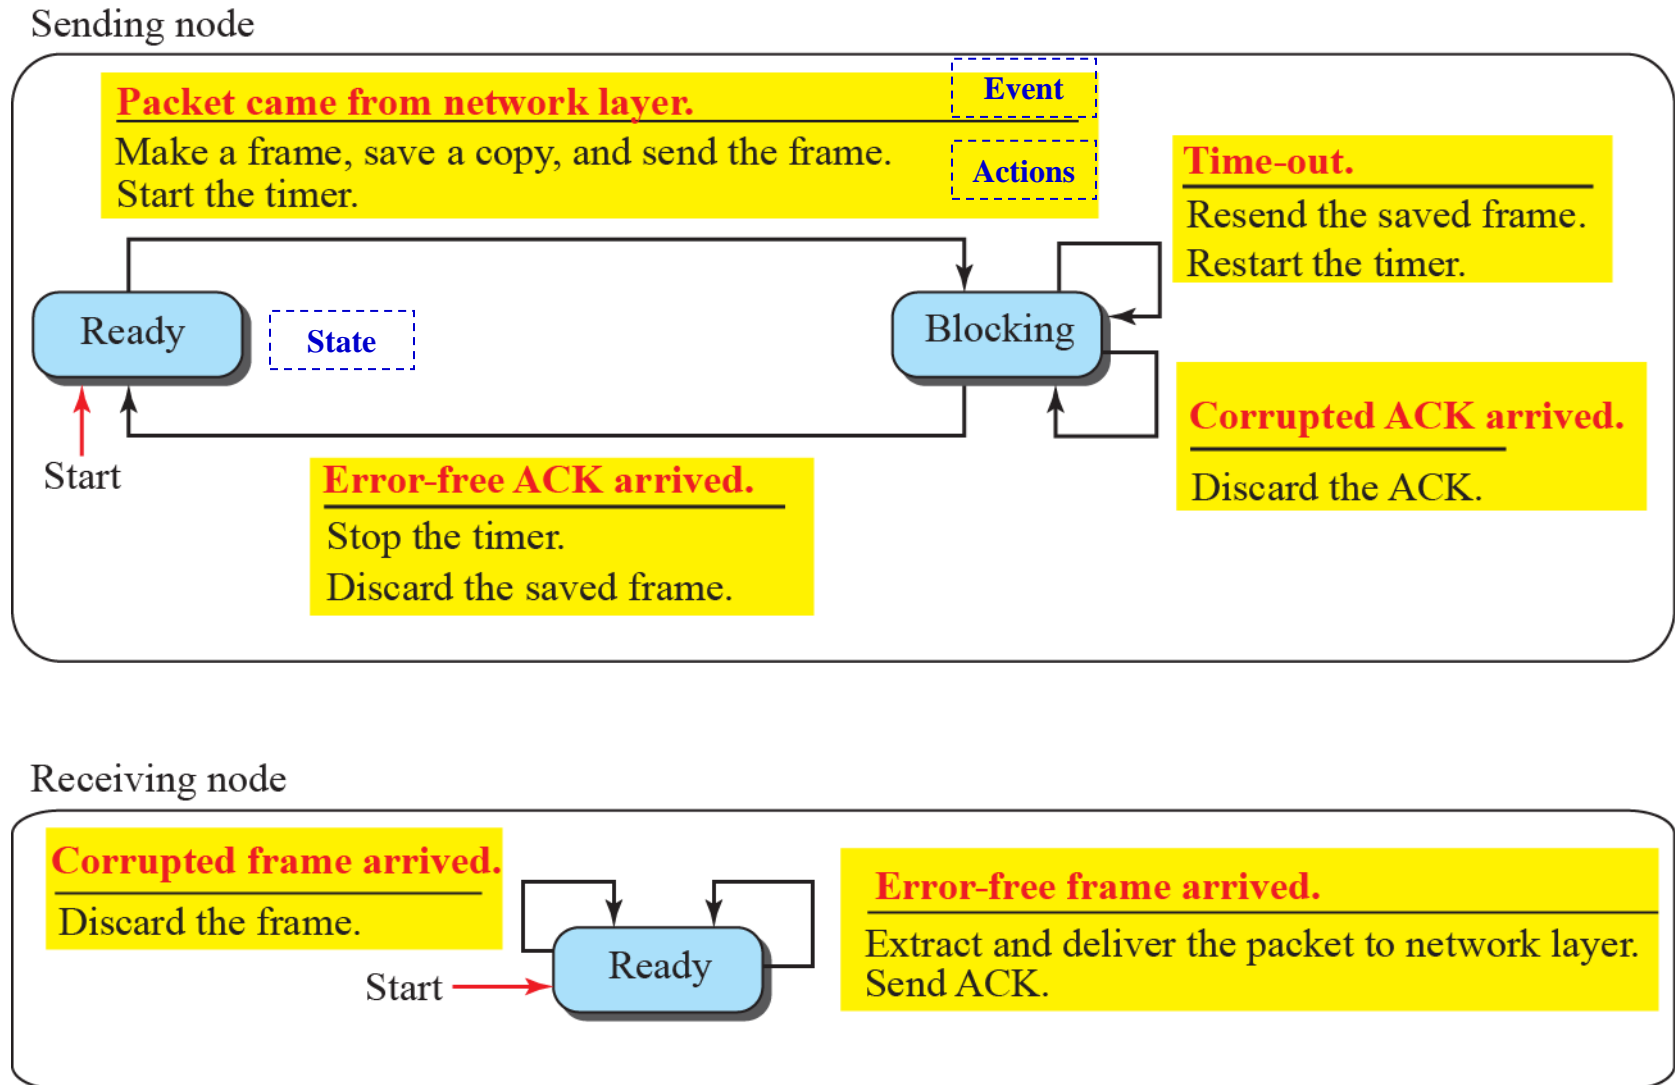 Sending node
Packet came from network layer.
Event
Make a frame, save a copy, and send the frame.
Start the timer.
Actions
Time-out.
Resend the saved frame.
Restart the timer.
Ready
State
Blocking
Start
Corrupted ACK arrived.
Discard the ACK.
Error-free ACK arrived.
Stop the timer.
Discard the saved frame.
Receiving node
Corrupted frame arrived.
Discard the frame.
Start
Ready
Error-free frame arrived.
Extract and deliver the packet to network layer.
Send ACK.